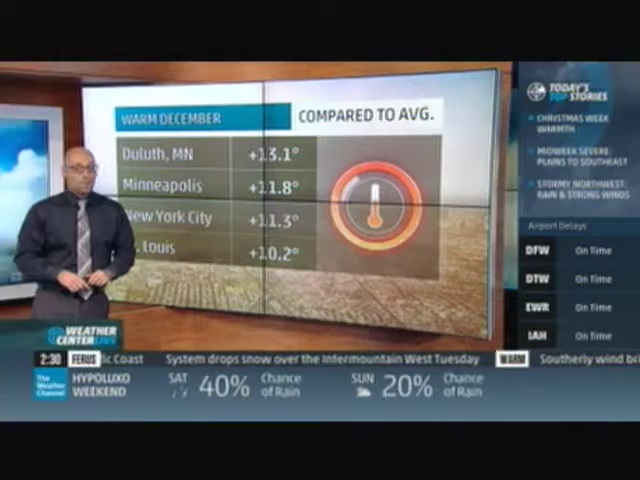 WARM DECEMBER
COMPARED TO AVG.
Duluth, MN +13.1°
Minneapolis +11.8°
New York City +11.3°
. Louis +10.2°
TODAY'S
TOP STORIES
CHRISTMAS WEEK
WARMTH
MIDWEEK SEVERE:
PLAINS TO SOUTHEAST
STORMY NORTHWEST:
RAIN & STRONG WINDS
Airport Delays
DFW On Time
DTW On Time
EWR On Time
IAH On Time
WEATHER
CENTER LIVE
2:30 FERUS ic Coast System drops snow over the Intermountain West Tuesday WARM Southerly wind br
The
Weather
Channel
HYPOLUXO
WEEKEND
SAT 40% Chance
of Rain
SUN 20% Chance
of Rain